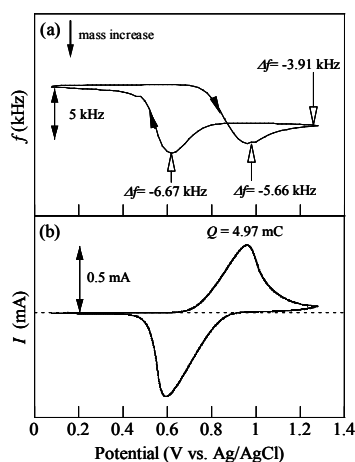 (a)
mass increase
Δf= -3.91 kHz
f (kHz)
5 kHz
Δf= -6.67 kHz
Δf= -5.66 kHz
(b)
Q = 4.97 mC
0.5 mA
I (mA)
0 0.2 0.4 0.6 0.8 1 1.2 1.4
Potential (V vs. Ag/AgCl)